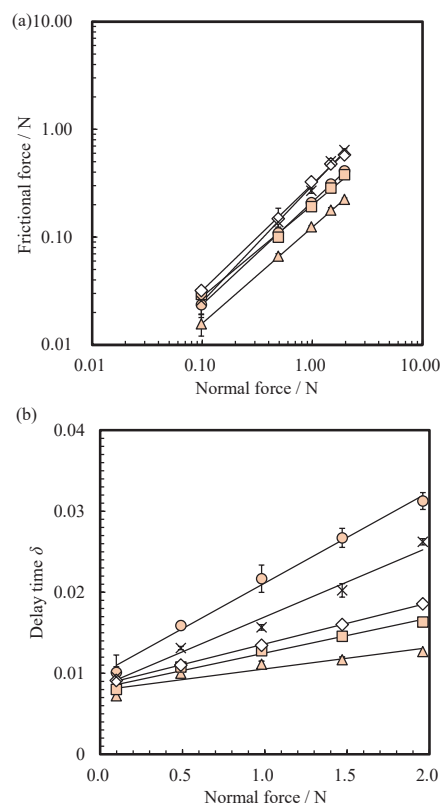 (a)
10.00
1.00
0.10
0.01
Frictional force / N
0.01 0.10 1.00 10.00
Normal force / N
(b)
0.04
0.03
0.02
0.01
0
Delay time δ
0.0 0.5 1.0 1.5 2.0
Normal force / N